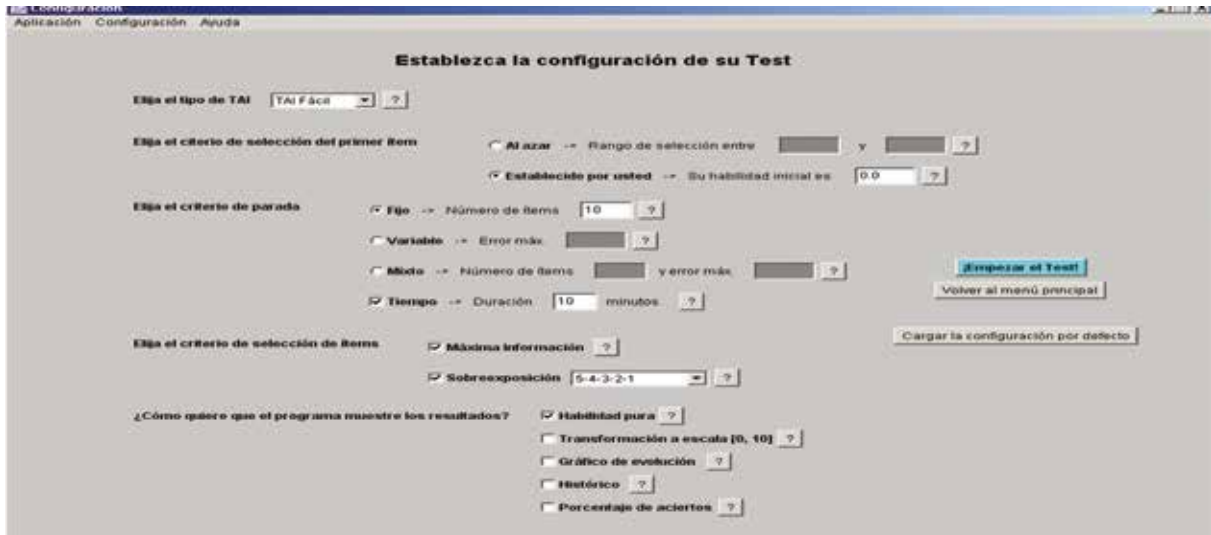 Configuración
Aplicación Configuración Ayuda
Establezca la configuración de su Test
Elija el tipo de TAI TAI Fácil ?
Elija el criterio de selección del primer ítem Al azar -> Rango de selección entre y ?
Establecido por usted -> Su habilidad inicial es 0.0 ?
Elija el criterio de parada Fijo -> Número de ítems 10 ?
Variable -> Error máx. ?
Mixto -> Número de ítems y error máx. ?
¡Empezar el Test!
Tiempo -> Duración 10 minutos ?
Volver al menú principal
Elija el criterio de selección de ítems Máxima información ?
Cargar la configuración por defecto
Sobreexposición 5-4-3-2-1 ?
¿Cómo quiero que el programa muestre los resultados? Habilidad pura ?
Transformación a escala [0, 10] ?
Gráfico de evolución ?
Histórico ?
Porcentaje de aciertos ?